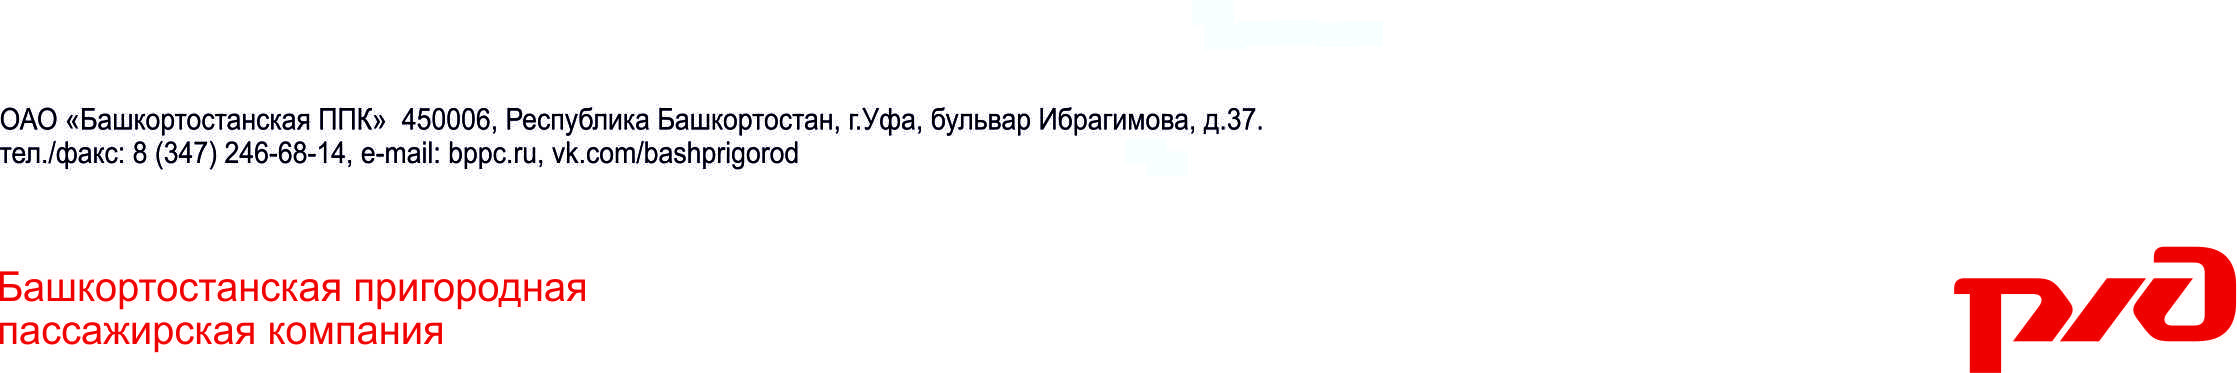 ОАО «Башкортостанская ППК» 450006, Республика Башкортостан, г.Уфа, бульвар Ибрагимова, д.37.
тел./факс: 8 (347) 246-68-14, e-mail: bppc.ru, vk.com/bashprigorod
Башкортостанская пригородная
пассажирская компания
ржд